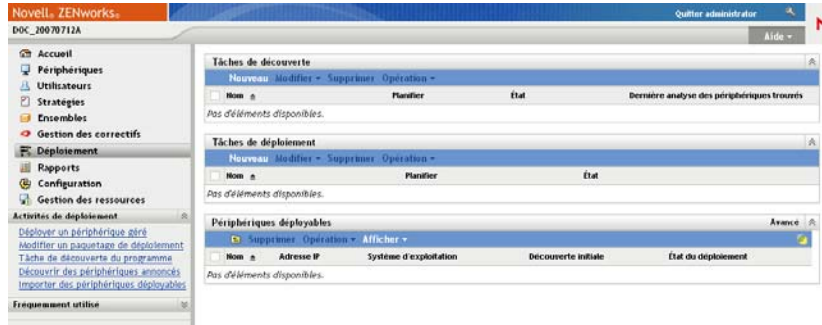 Novell® ZENworks®
Quitter administrator
DOC_20070712A
Aide
Accueil
Périphériques
Utilisateurs
Stratégies
Ensembles
Gestion des correctifs
Déploiement
Rapports
Configuration
Gestion des ressources
Activités de déploiement
Déployer un périphérique géré
Modifier un paquetage de déploiement
Tâche de découverte du programme
Découvrir des périphériques annoncés
Importer des périphériques déployables
Fréquemment utilisé
Tâches de découverte
Nouveau Modifier Supprimer Opération
Nom Planifier État Dernière analyse des périphériques trouvés
Pas d'éléments disponibles.
Tâches de déploiement
Nouveau Modifier Supprimer Opération
Nom Planifier État
Pas d'éléments disponibles.
Périphériques déployables Avancé
Supprimer Opération Afficher
Nom Adresse IP Système d'exploitation Découverte initiale État du déploiement
Pas d'éléments disponibles.